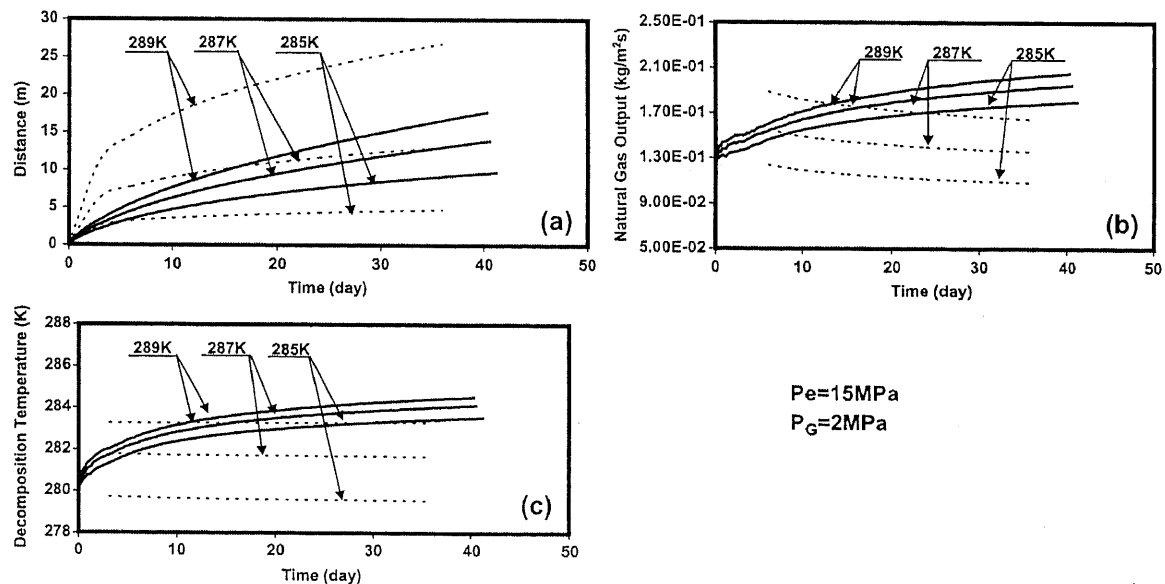 30
25
20
15
10
5
0
Distance (m)
289K
287K
285K
(a)
0
10
20
30
40
50
Time (day)
2.50E-01
2.10E-01
1.70E-01
1.30E-01
9.00E-02
5.00E-02
Natural Gas Output (kg/m²s)
289K
287K
285K
(b)
0
10
20
30
40
50
Time (day)
288
286
284
282
280
278
Decomposition Temperature (K)
289K
287K
285K
(c)
0
10
20
30
40
50
Time (day)
Pe=15MPa
P_G=2MPa